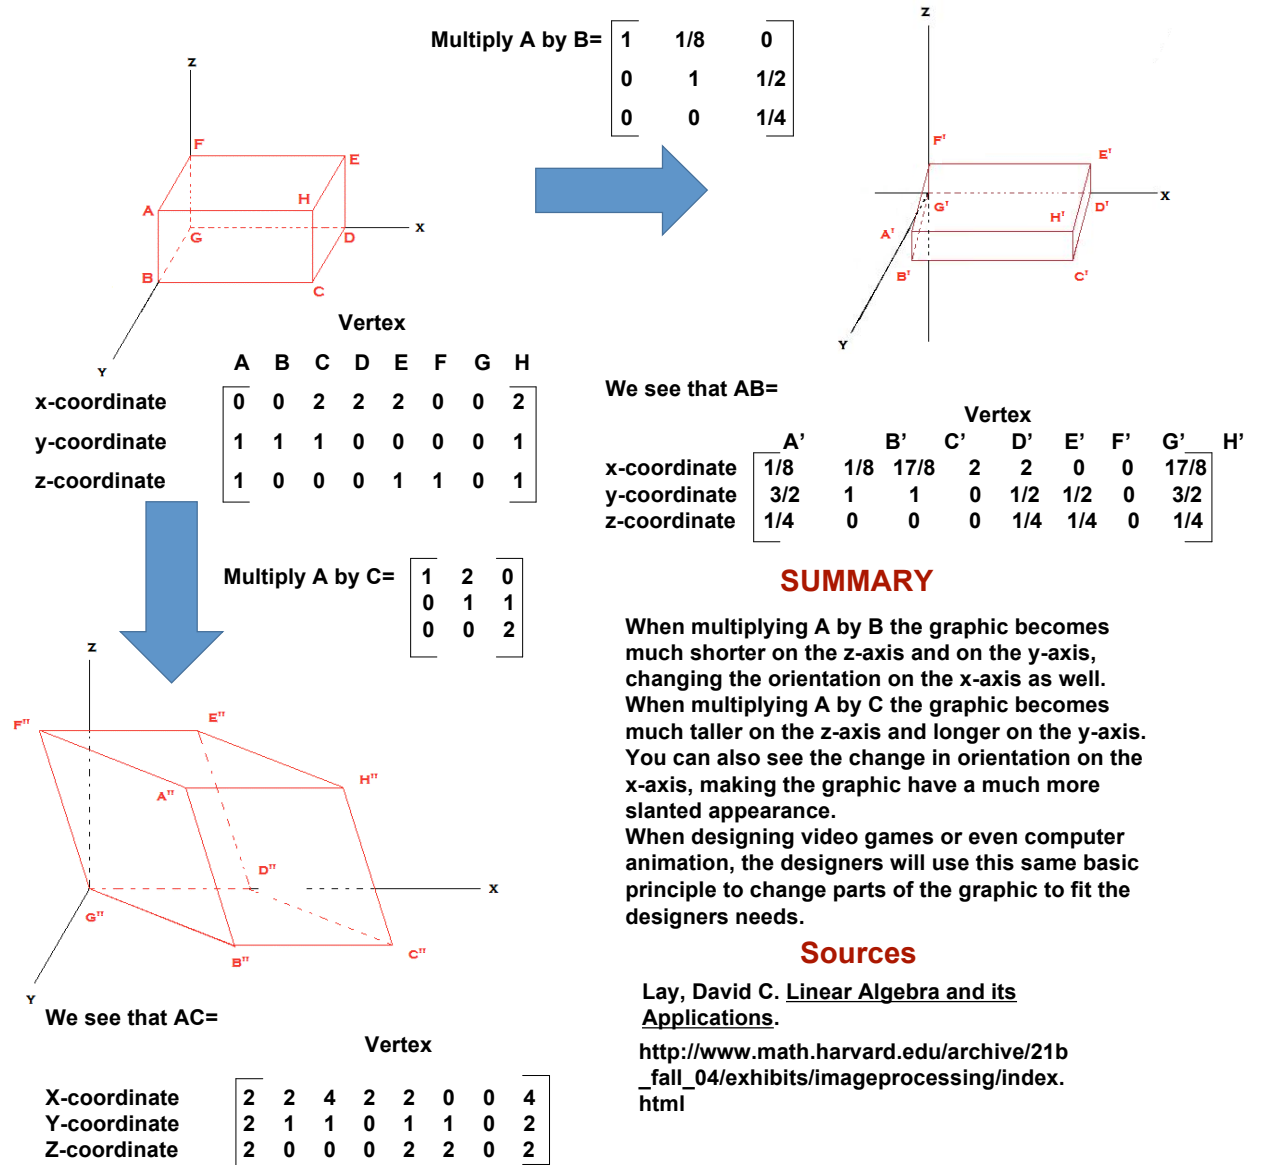 Multiply A by B=
1 1/8 0
0 1 1/2
0 0 1/4
Z
F
E
A
H
G
X
D
B
C
Y
Z
F'
E'
X
G'
D'
H'
A'
B'
C'
Y
Vertex
A B C D E F G H
x-coordinate 0 0 2 2 2 0 0 2
y-coordinate 1 1 1 0 0 0 0 1
z-coordinate 1 0 0 0 1 1 0 1
We see that AB=
Vertex
A’ B’ C’ D’ E’ F’ G’ H’
x-coordinate 1/8 1/8 17/8 2 2 0 0 17/8
y-coordinate 3/2 1 1 0 1/2 1/2 0 3/2
z-coordinate 1/4 0 0 0 1/4 1/4 0 1/4
Multiply A by C=
1 2 0
0 1 1
0 0 2
Z
F"
E"
A"
H"
D"
X
G"
B"
C"
Y
We see that AC=
Vertex
X-coordinate 2 2 4 2 2 0 0 4
Y-coordinate 2 1 1 0 1 1 0 2
Z-coordinate 2 0 0 0 2 2 0 2
SUMMARY
When multiplying A by B the graphic becomes
much shorter on the z-axis and on the y-axis,
changing the orientation on the x-axis as well.
When multiplying A by C the graphic becomes
much taller on the z-axis and longer on the y-axis.
You can also see the change in orientation on the
x-axis, making the graphic have a much more
slanted appearance.
When designing video games or even computer
animation, the designers will use this same basic
principle to change parts of the graphic to fit the
designers needs.
Sources
Lay, David C. Linear Algebra and its
Applications.
http://www.math.harvard.edu/archive/21b
_fall_04/exhibits/imageprocessing/index.
html